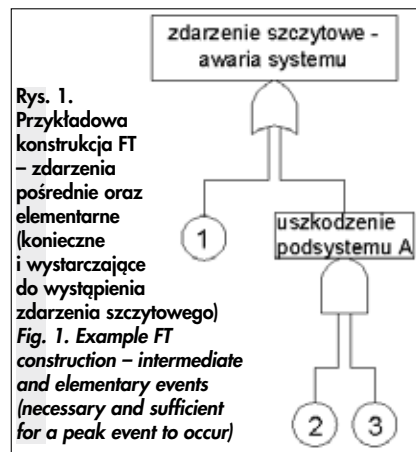 zdarzenie szczytowe -
awaria systemu
Rys. 1.
Przykładowa
konstrukcja FT
– zdarzenia
pośrednie oraz
elementarne
(konieczne
i wystarczające
do wystąpienia
zdarzenia szczytowego)
Fig. 1. Example FT
construction – intermediate
and elementary events
(necessary and sufficient
for a peak event to occur)
1
uszkodzenie
podsystemu A
2
3